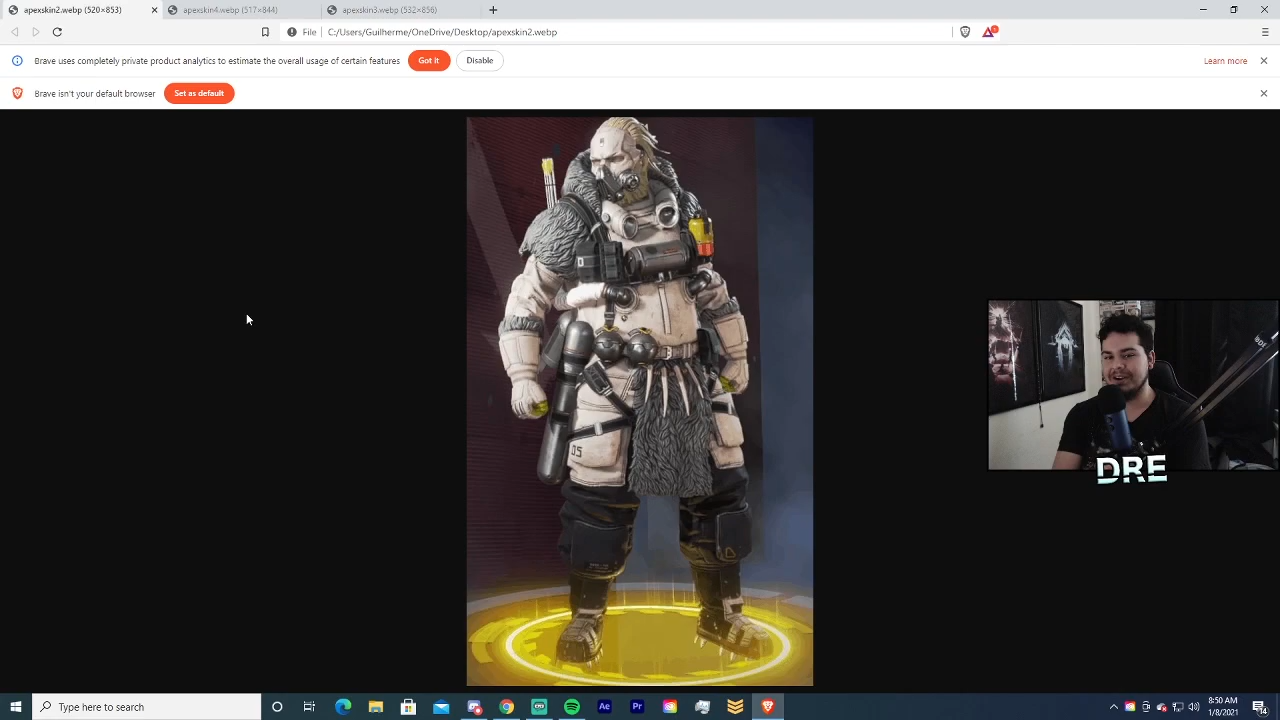 apexskin2.webp (520×853)
apexskin4.webp (517×844)
apexskin3.webp (532×856)
File
C:/Users/Guilherme/OneDrive/Desktop/apexskin2.webp
Brave uses completely private product analytics to estimate the overall usage of certain features
Got it
Disable
Learn more
Brave isn't your default browser
Set as default
05
DRE
Type here to search
Ae
Pr
8:50 AM
1/8/2021